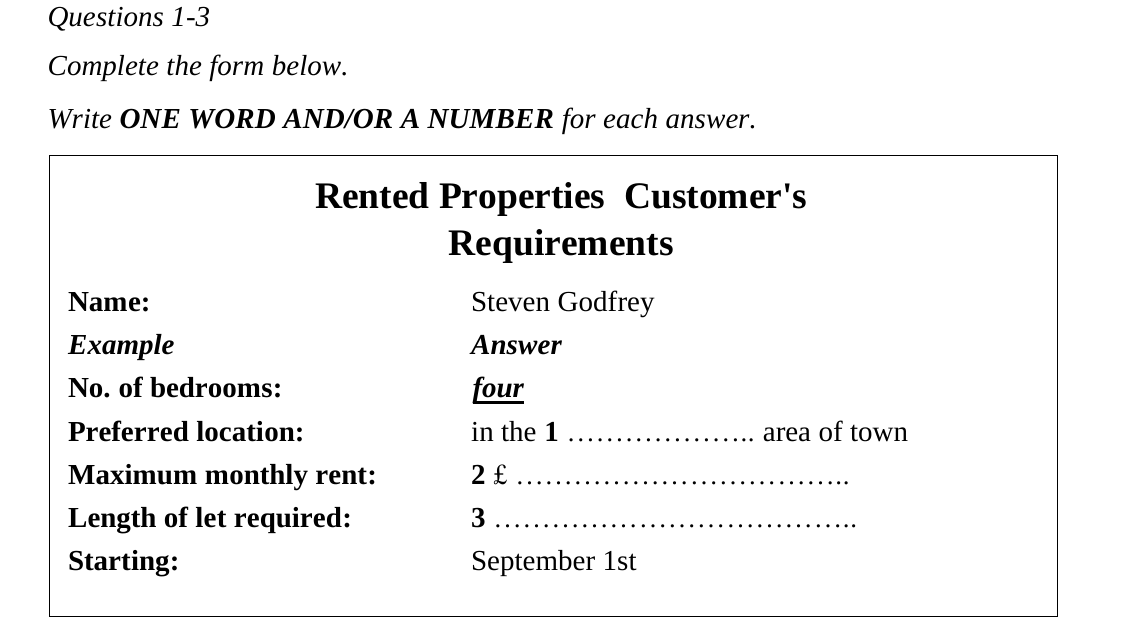 Questions 1-3
Complete the form below.
Write ONE WORD AND/OR A NUMBER for each answer.
Rented Properties  Customer's
Requirements
Name: Steven Godfrey
Example Answer
No. of bedrooms: four
Preferred location: in the 1 ……………….. area of town
Maximum monthly rent: 2 £ ……………………………..
Length of let required: 3 ………………………………..
Starting: September 1st